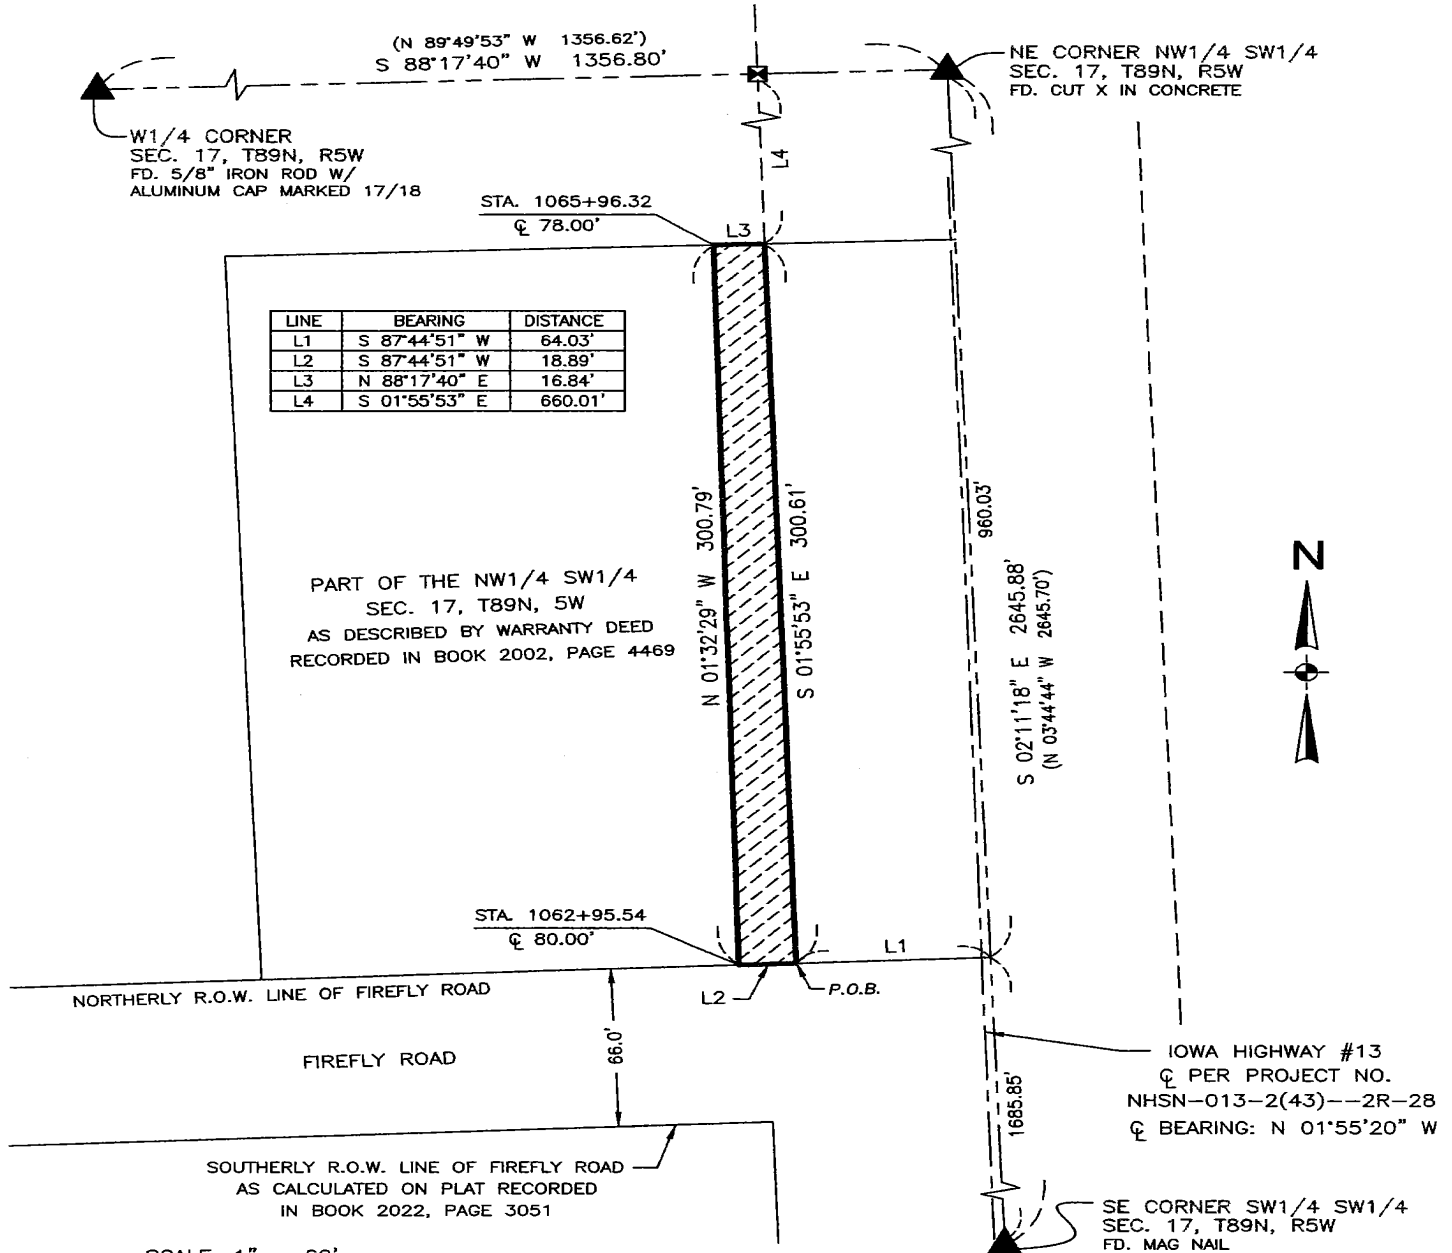 (N 89°49'53" W 1356.62')
S 88°17'40" W 1356.80'
NE CORNER NW1/4 SW1/4
SEC. 17, T89N, R5W
FD. CUT X IN CONCRETE
W1/4 CORNER
SEC. 17, T89N, R5W
FD. 5/8" IRON ROD W/
ALUMINUM CAP MARKED 17/18
L4
STA. 1065+96.32
℄ 78.00'
L3
LINE BEARING DISTANCE
L1 S 87°44'51" W 64.03'
L2 S 87°44'51" W 18.89'
L3 N 88°17'40" E 16.84'
L4 S 01°55'53" E 660.01'
N 01°32'29" W 300.79'
S 01°55'53" E 300.61'
960.03'
S 02°11'18" E 2645.88'
(N 03°44'44" W 2645.70')
N
PART OF THE NW1/4 SW1/4
SEC. 17, T89N, 5W
AS DESCRIBED BY WARRANTY DEED
RECORDED IN BOOK 2002, PAGE 4469
STA. 1062+95.54
℄ 80.00'
L1
L2
P.O.B.
NORTHERLY R.O.W. LINE OF FIREFLY ROAD
FIREFLY ROAD
66.0'
1685.85'
IOWA HIGHWAY #13
℄ PER PROJECT NO.
NHSN-013-2(43)--2R-28
℄ BEARING: N 01°55'20" W
SOUTHERLY R.O.W. LINE OF FIREFLY ROAD
AS CALCULATED ON PLAT RECORDED
IN BOOK 2022, PAGE 3051
SE CORNER SW1/4 SW1/4
SEC. 17, T89N, R5W
FD. MAG NAIL